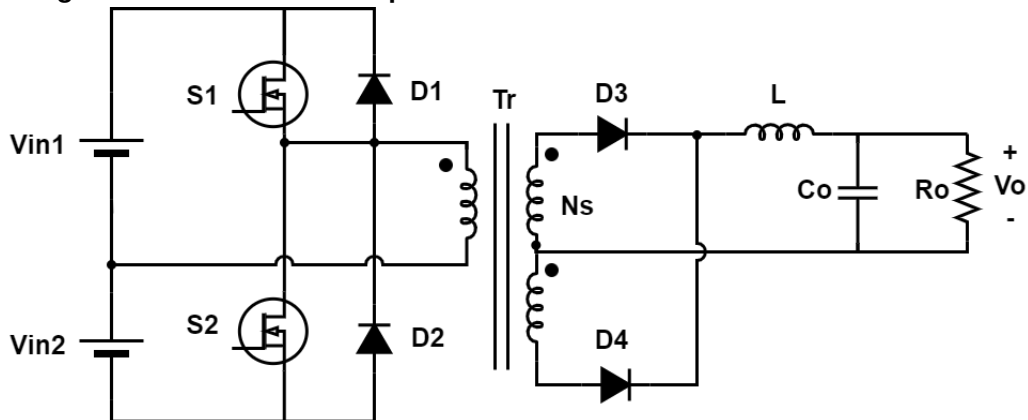 S1
D1
Tr
D3
L
Vin1
Ns
Co
Ro
+
Vo
-
S2
D2
D4
Vin2